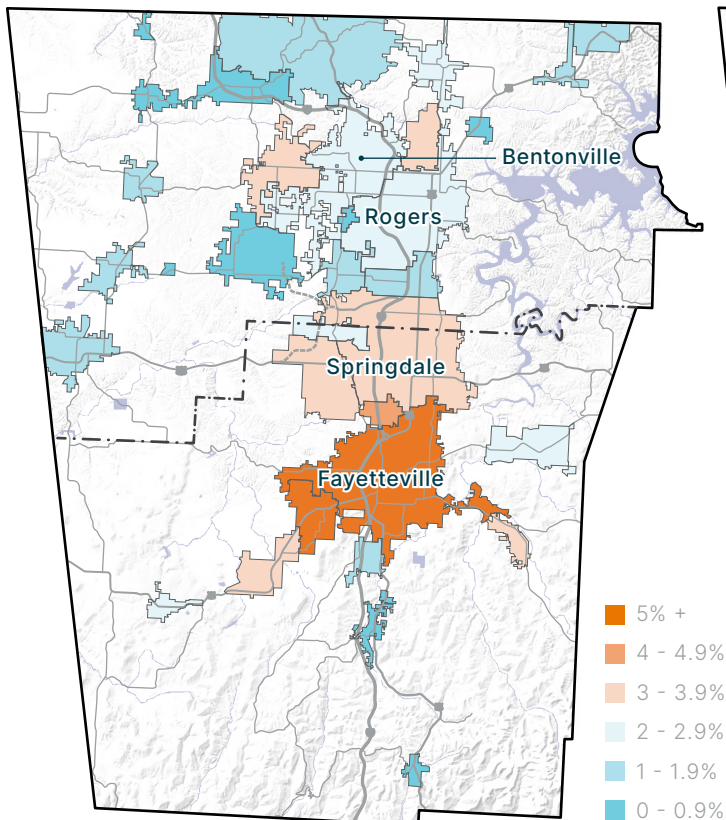 Bentonville
Rogers
Springdale
Fayetteville
5% +
4 - 4.9%
3 - 3.9%
2 - 2.9%
1 - 1.9%
0 - 0.9%